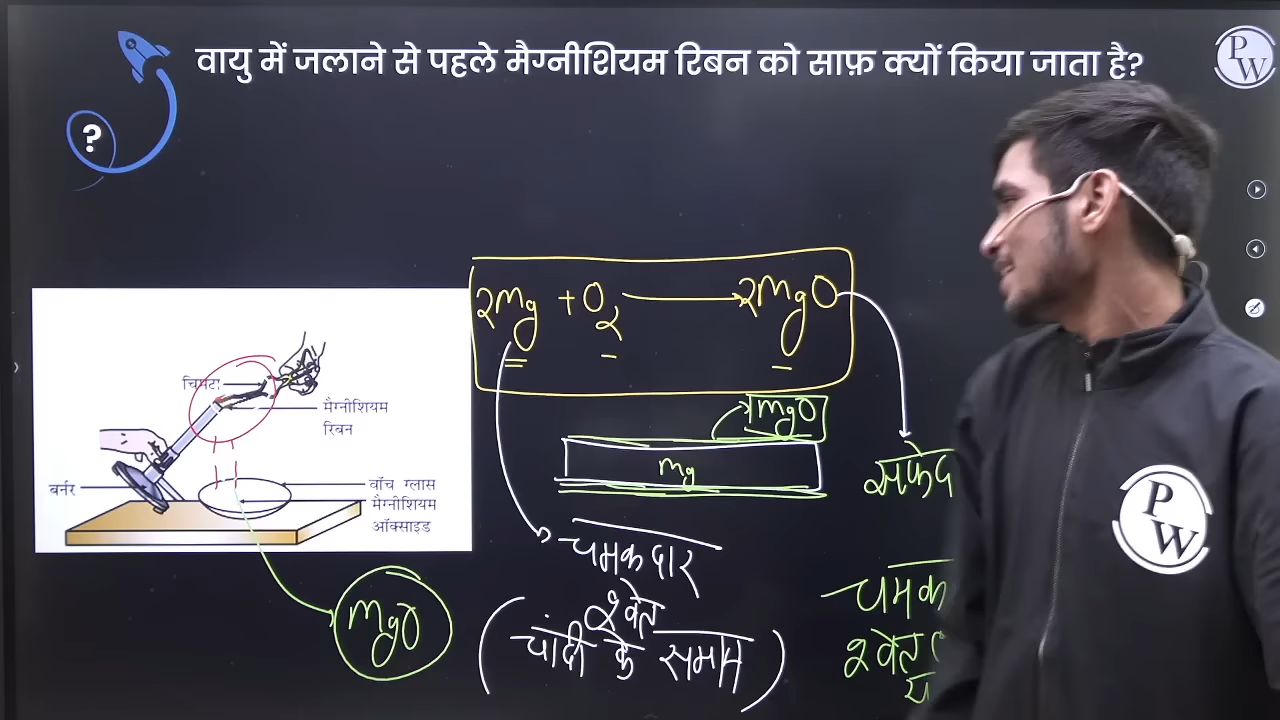 वायु में जलाने से पहले मैग्नीशियम रिबन को साफ़ क्यों किया जाता है?
PW
?
2Mg + O2 → 2MgO
चिमटा
मैग्नीशियम
रिबन
MgO
Mg
बर्नर
वॉच ग्लास
मैग्नीशियम
ऑक्साइड
सफेद
चमकदार
श्वेत
(चांदी के समान)
MgO
चमक
श्वेत
PW